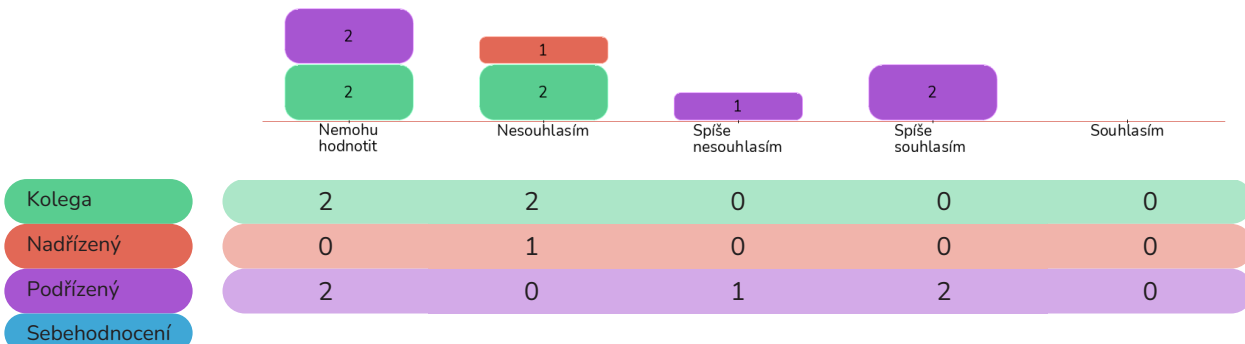 2
2
1
2
1
2
Nemohu
hodnotit
Nesouhlasím
Spíše
nesouhlasím
Spíše
souhlasím
Souhlasím
Kolega 2 2 0 0 0
Nadřízený 0 1 0 0 0
Podřízený 2 0 1 2 0
Sebehodnocení